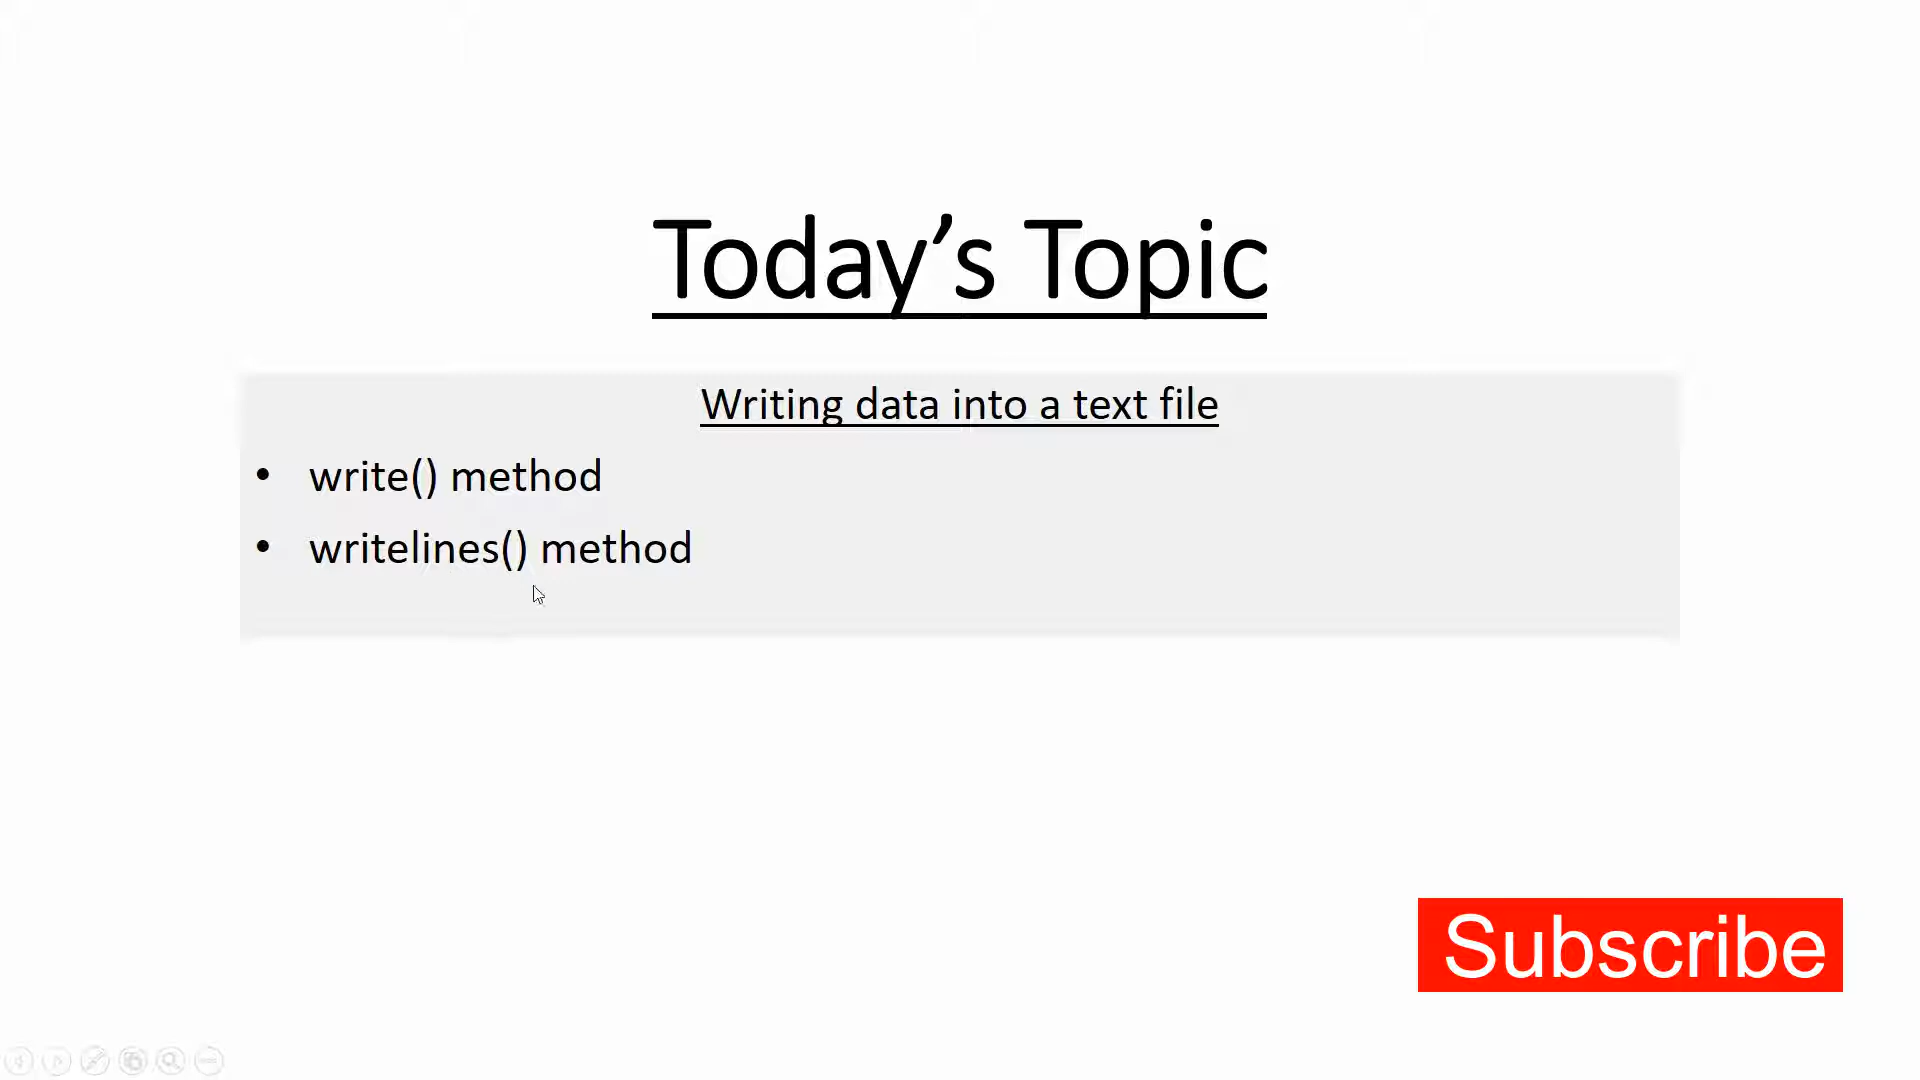 Today’s Topic
Writing data into a text file
• write() method
• writelines() method
Subscribe